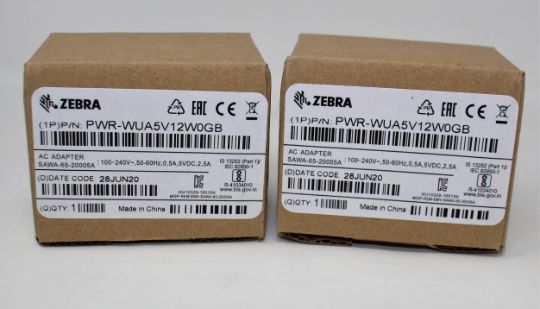 ZEBRA
EAC CE
(1P)P/N: PWR-WUA5V12W0GB
AC ADAPTER
SAWA-65-20005A : 100-240V~,50-60Hz,0.5A,5VDC,2.5A
IS 13252 (Part 1)/
IEC 60950-1
(D)DATE CODE 28JUN20
R-41034010
www.bis.gov.in
(Q)QTY: 1 Made in China
ZEBRA
EAC CE
(1P)P/N: PWR-WUA5V12W0GB
AC ADAPTER
SAWA-65-20005A : 100-240V~,50-60Hz,0.5A,5VDC,2.5A
IS 13252 (Part 1)/
IEC 60950-1
(D)DATE CODE: 28JUN20
R-41034010
www.bis.gov.in
(Q)QTY: 1 Made in China